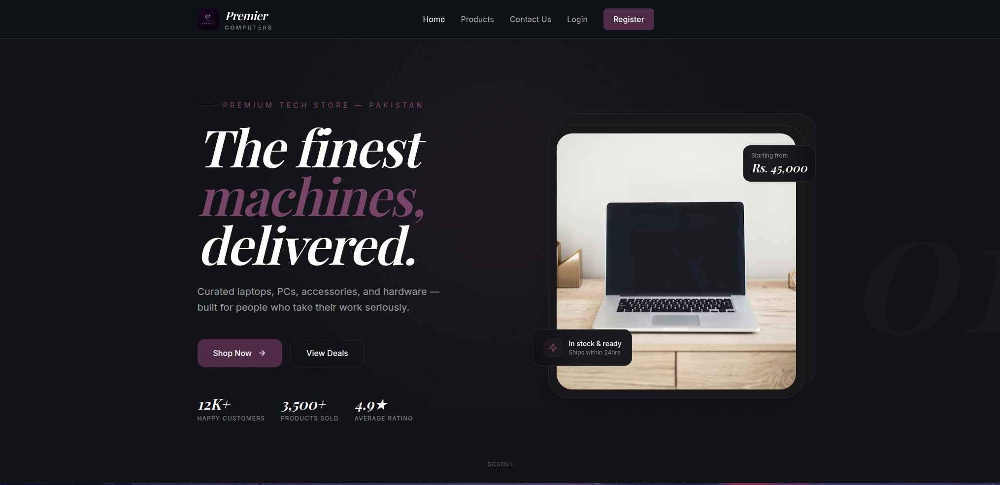 Premier
COMPUTERS
Home
Products
Contact Us
Login
Register
PREMIUM TECH STORE — PAKISTAN
The finest
machines,
delivered.
Curated laptops, PCs, accessories, and hardware —
built for people who take their work seriously.
Shop Now
View Deals
12K+
HAPPY CUSTOMERS
3,500+
PRODUCTS SOLD
4.9★
AVERAGE RATING
Starting from
Rs. 45,000
In stock & ready
Ships within 24hrs
SCROLL